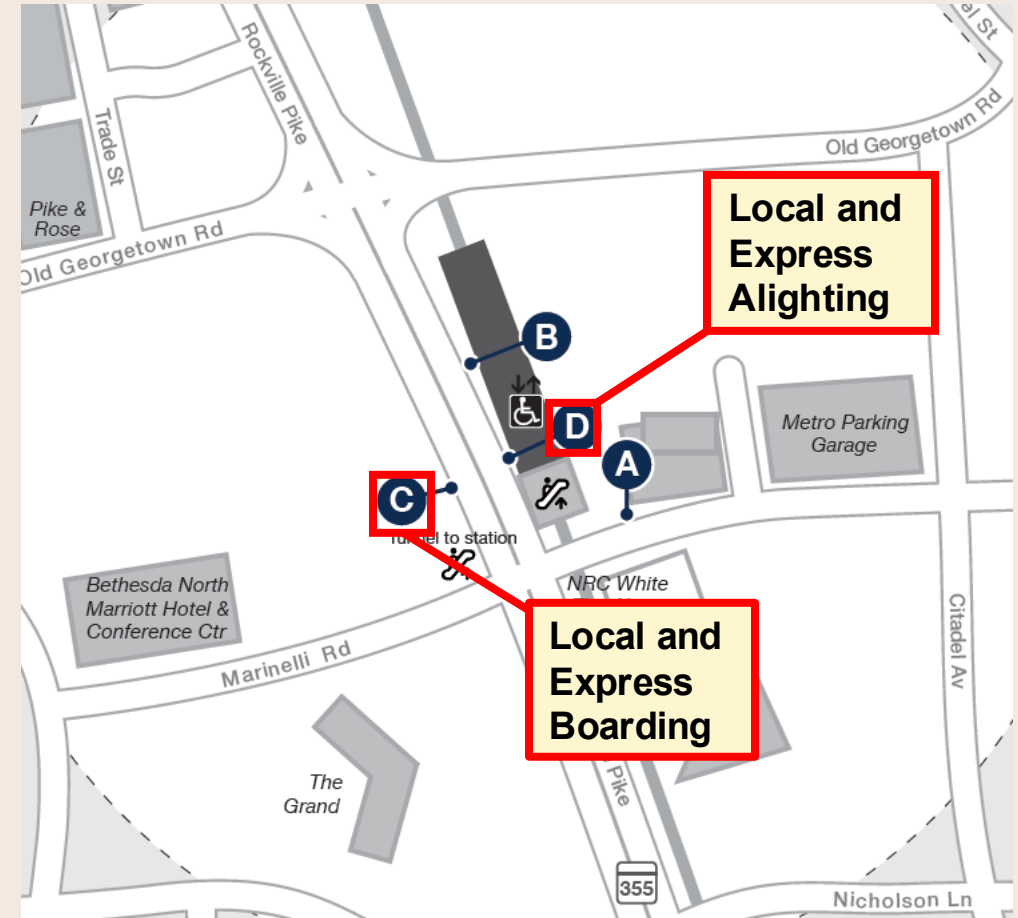 al St
Rockville Pike
Trade St
Old Georgetown Rd
Pike &
Rose
Old Georgetown Rd
Local and
Express
Alighting
B
D
Metro Parking
Garage
A
C
to station
Bethesda North
Marriott Hotel &
Conference Ctr
NRC White
Marinelli Rd
Citadel Av
Local and
Express
Boarding
The
Grand
Pike
355
Nicholson Ln